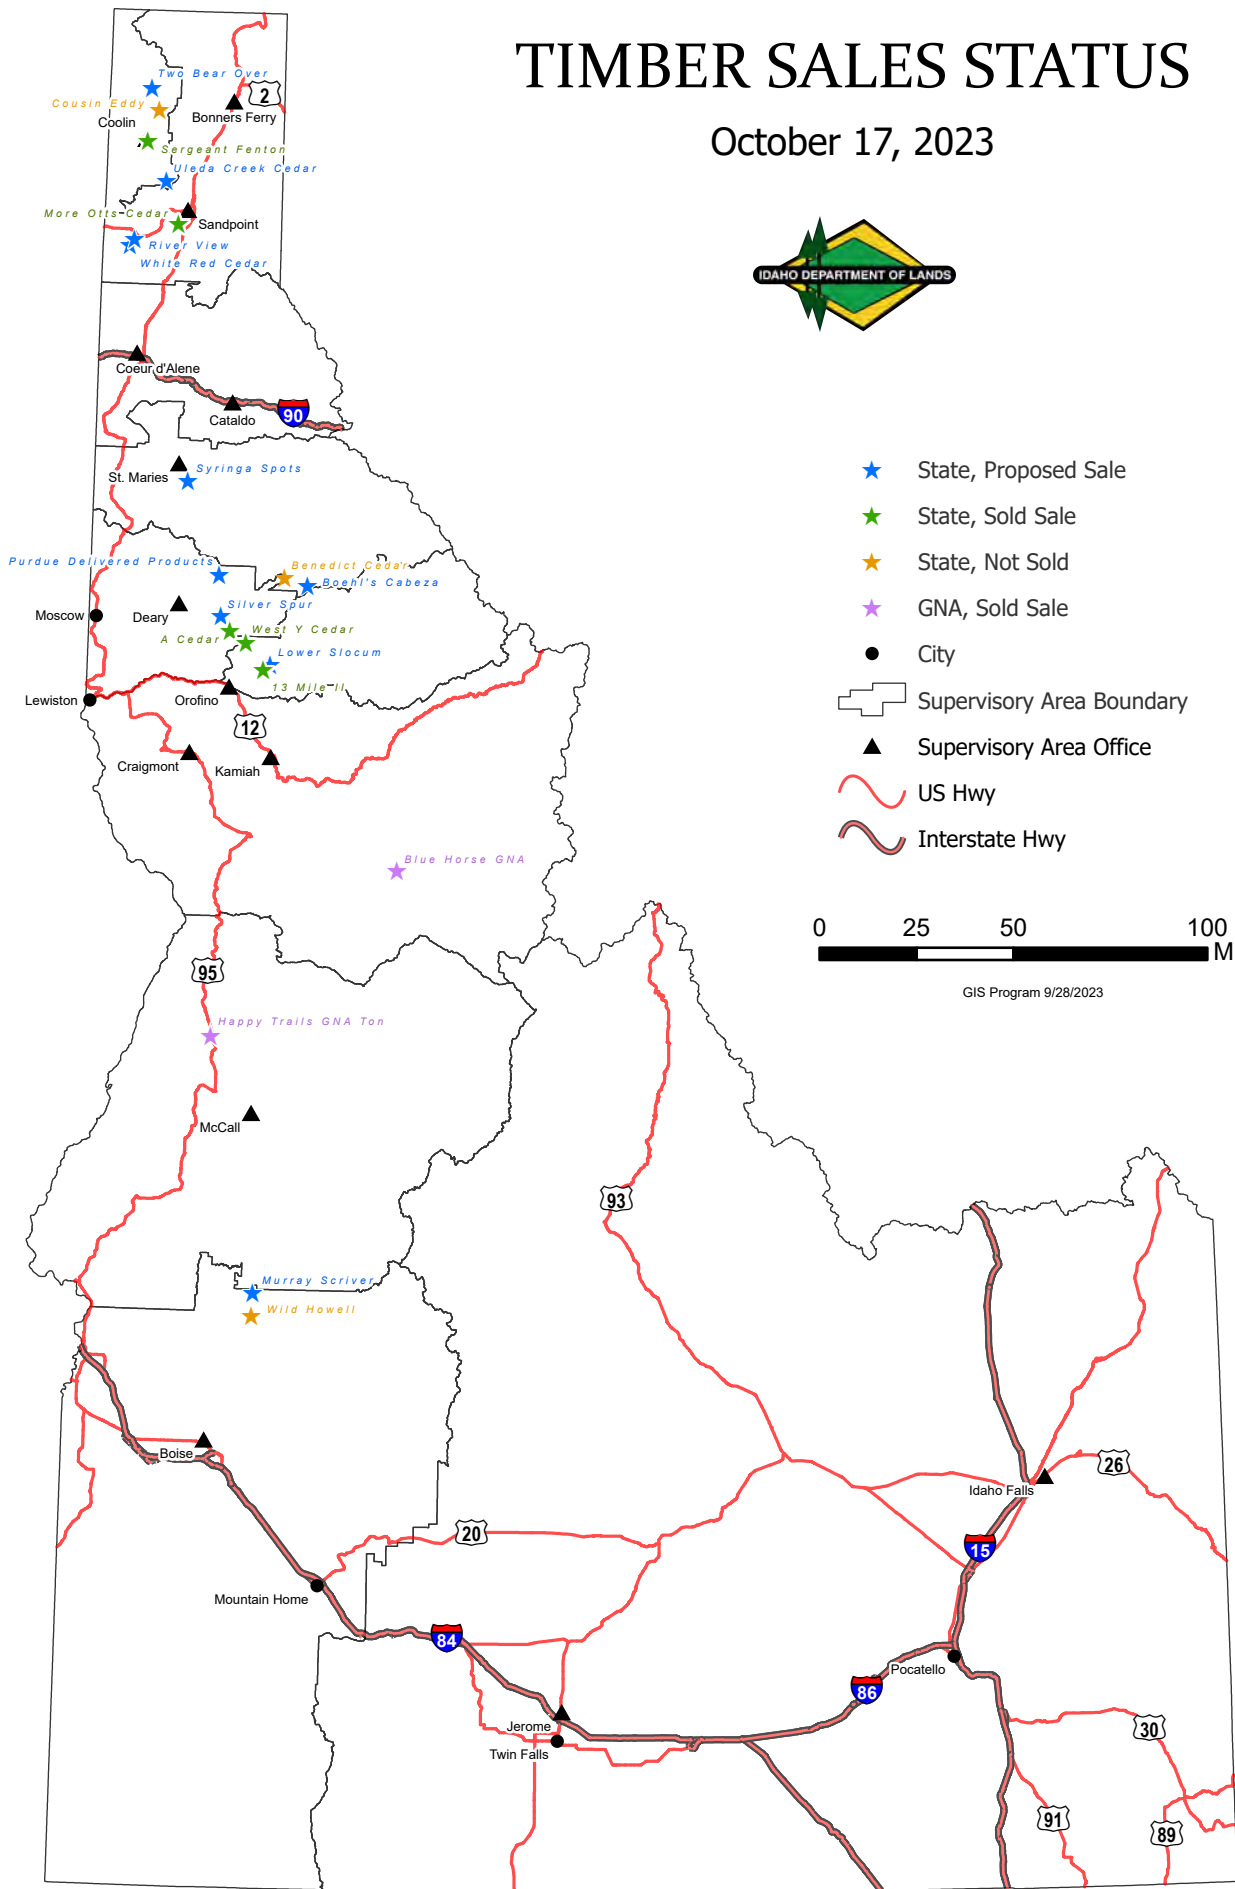 TIMBER SALES STATUS
October 17, 2023
IDAHO DEPARTMENT OF LANDS
Two Bear Over
2
Cousin Eddy
Bonners Ferry
Coolin
Sergeant Fenton
Uleda Creek Cedar
More Otts Cedar
Sandpoint
River View
White Red Cedar
Coeur d'Alene
90
Cataldo
St. Maries
Syringa Spots
Purdue Delivered Products
Benedict Cedar
Boehl's Cabeza
Silver Spur
Moscow
Deary
West Y Cedar
A Cedar
Lower Slocum
13 Mile II
Lewiston
Orofino
12
Craigmont
Kamiah
Blue Horse GNA
95
Happy Trails GNA Ton
McCall
93
Murray Scriver
Wild Howell
Boise
Idaho Falls
26
20
15
Mountain Home
84
Pocatello
86
Jerome
Twin Falls
30
91
89
State, Proposed Sale
State, Sold Sale
State, Not Sold
GNA, Sold Sale
City
Supervisory Area Boundary
Supervisory Area Office
US Hwy
Interstate Hwy
0 25 50 100
M
GIS Program 9/28/2023